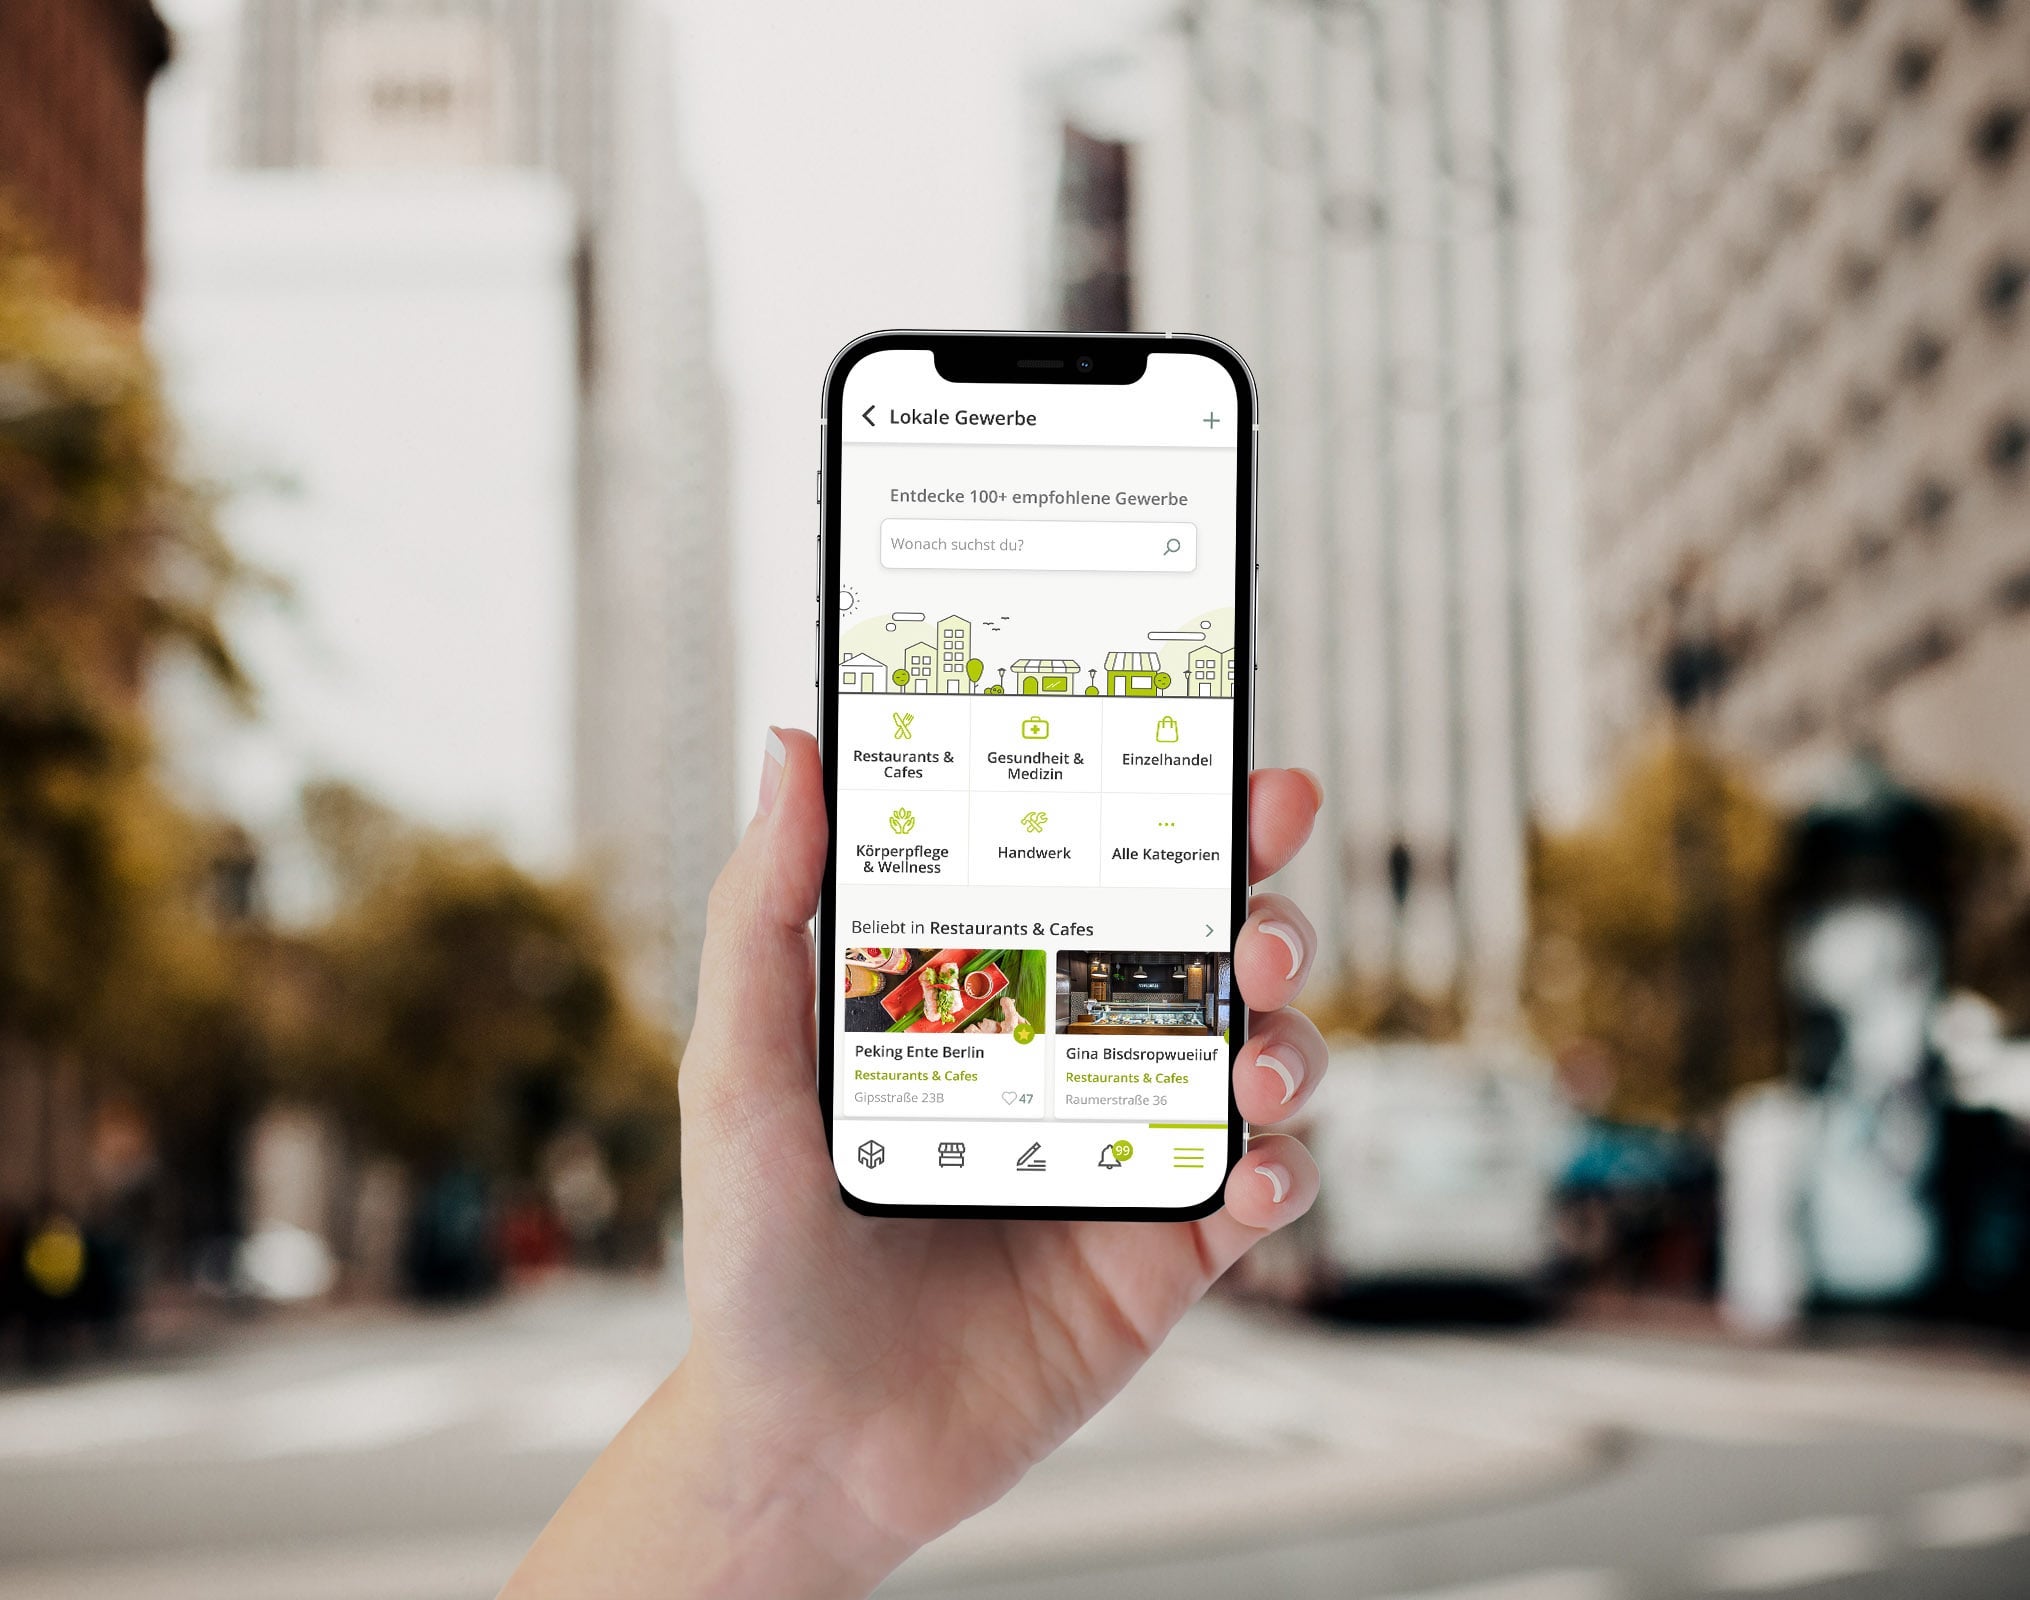 Lokale Gewerbe
Entdecke 100+ empfohlene Gewerbe
Wonach suchst du?
Restaurants &
Cafes
Gesundheit &
Medizin
Einzelhandel
Körperpflege
& Wellness
Handwerk
Alle Kategorien
Beliebt in Restaurants & Cafes
Peking Ente Berlin
Restaurants & Cafes
Gipsstraße 23B
47
Gina Bisdsropwueiiuf
Restaurants & Cafes
Raumerstraße 36
99